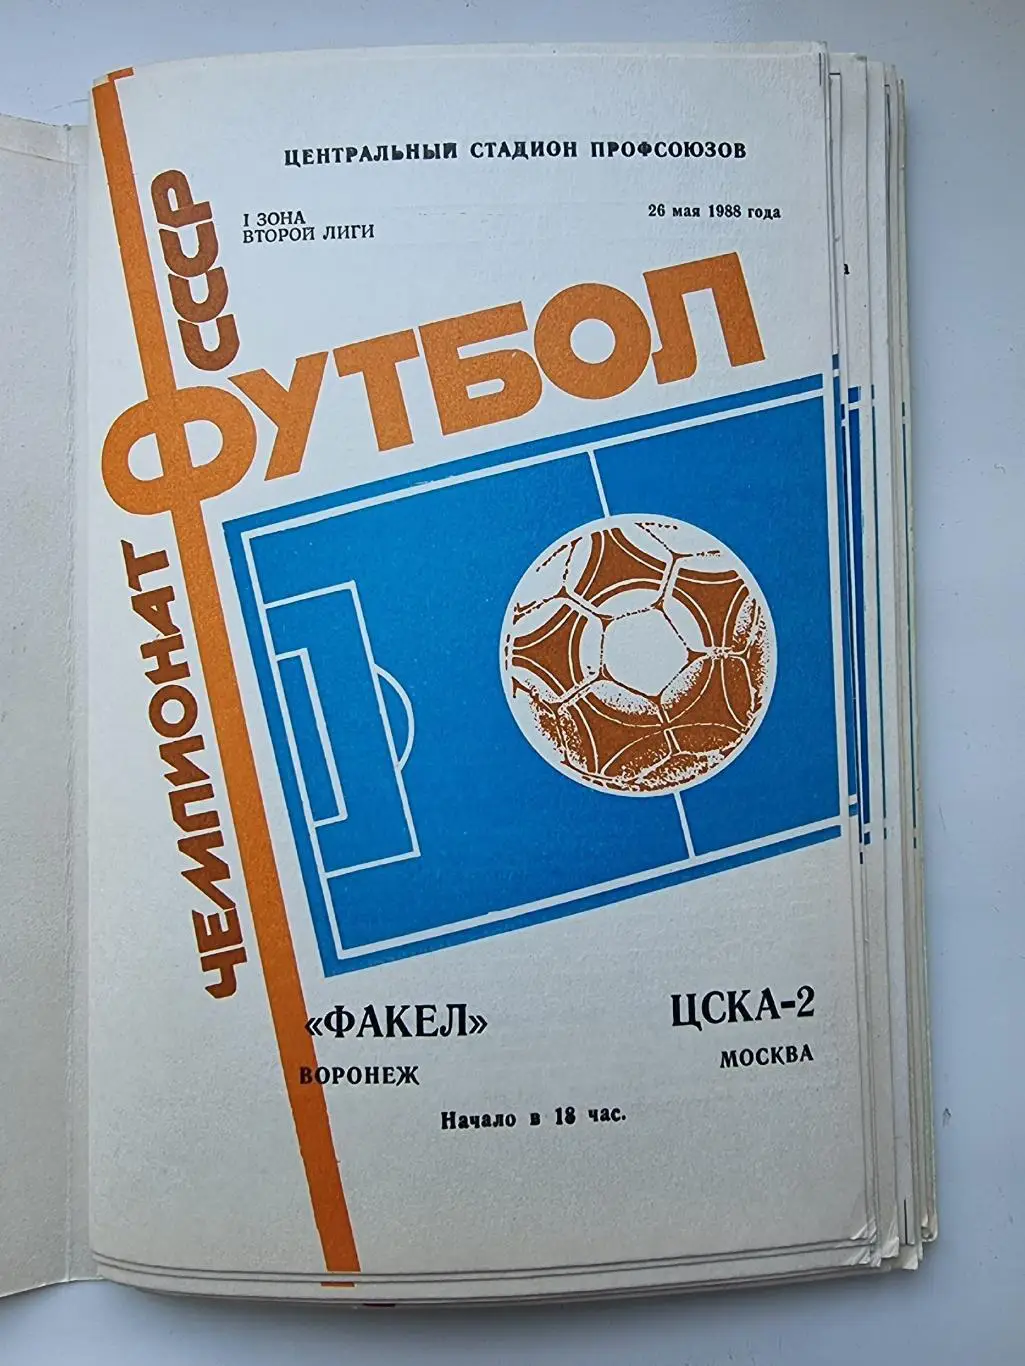 ЦЕНТРАЛЬНЫЙ СТАДИОН ПРОФСОЮЗОВ
I ЗОНА
ВТОРОЙ ЛИГИ
26 мая 1988 года
ЧЕМПИОНАТ СССР
ФУТБОЛ
«ФАКЕЛ»
ВОРОНЕЖ
ЦСКА-2
МОСКВА
Начало в 18 час.
а